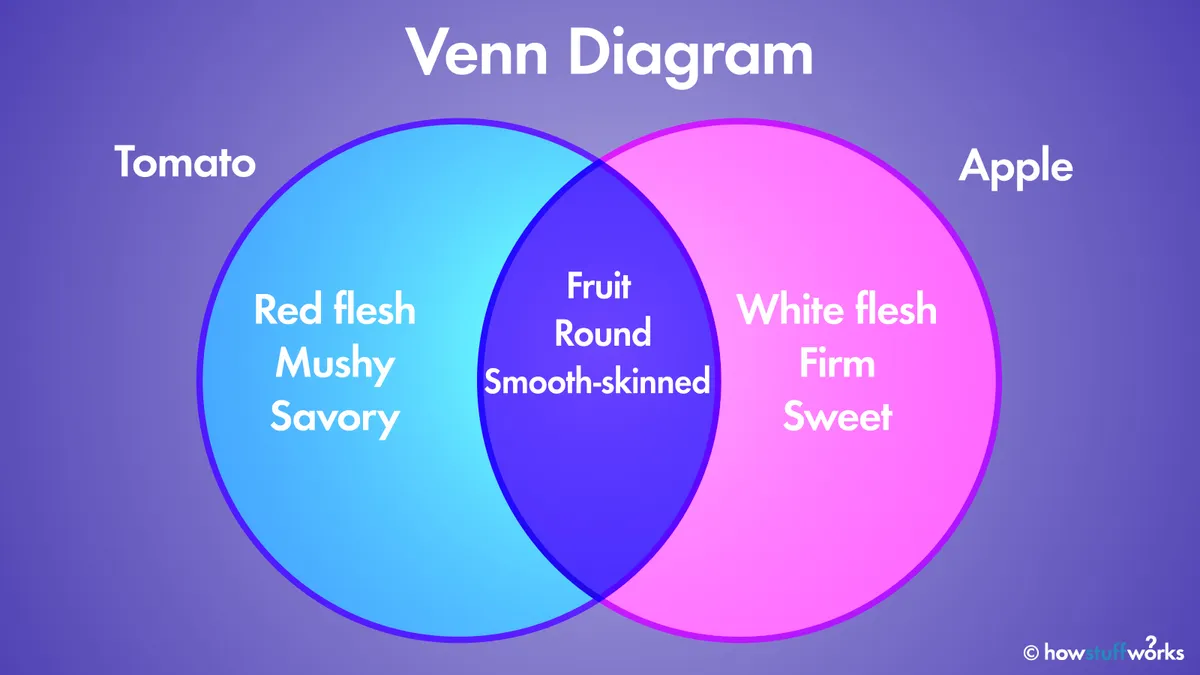 Venn Diagram
Tomato
Apple
Red flesh
Mushy
Savory
Fruit
Round
Smooth-skinned
White flesh
Firm
Sweet
© howstuffworks